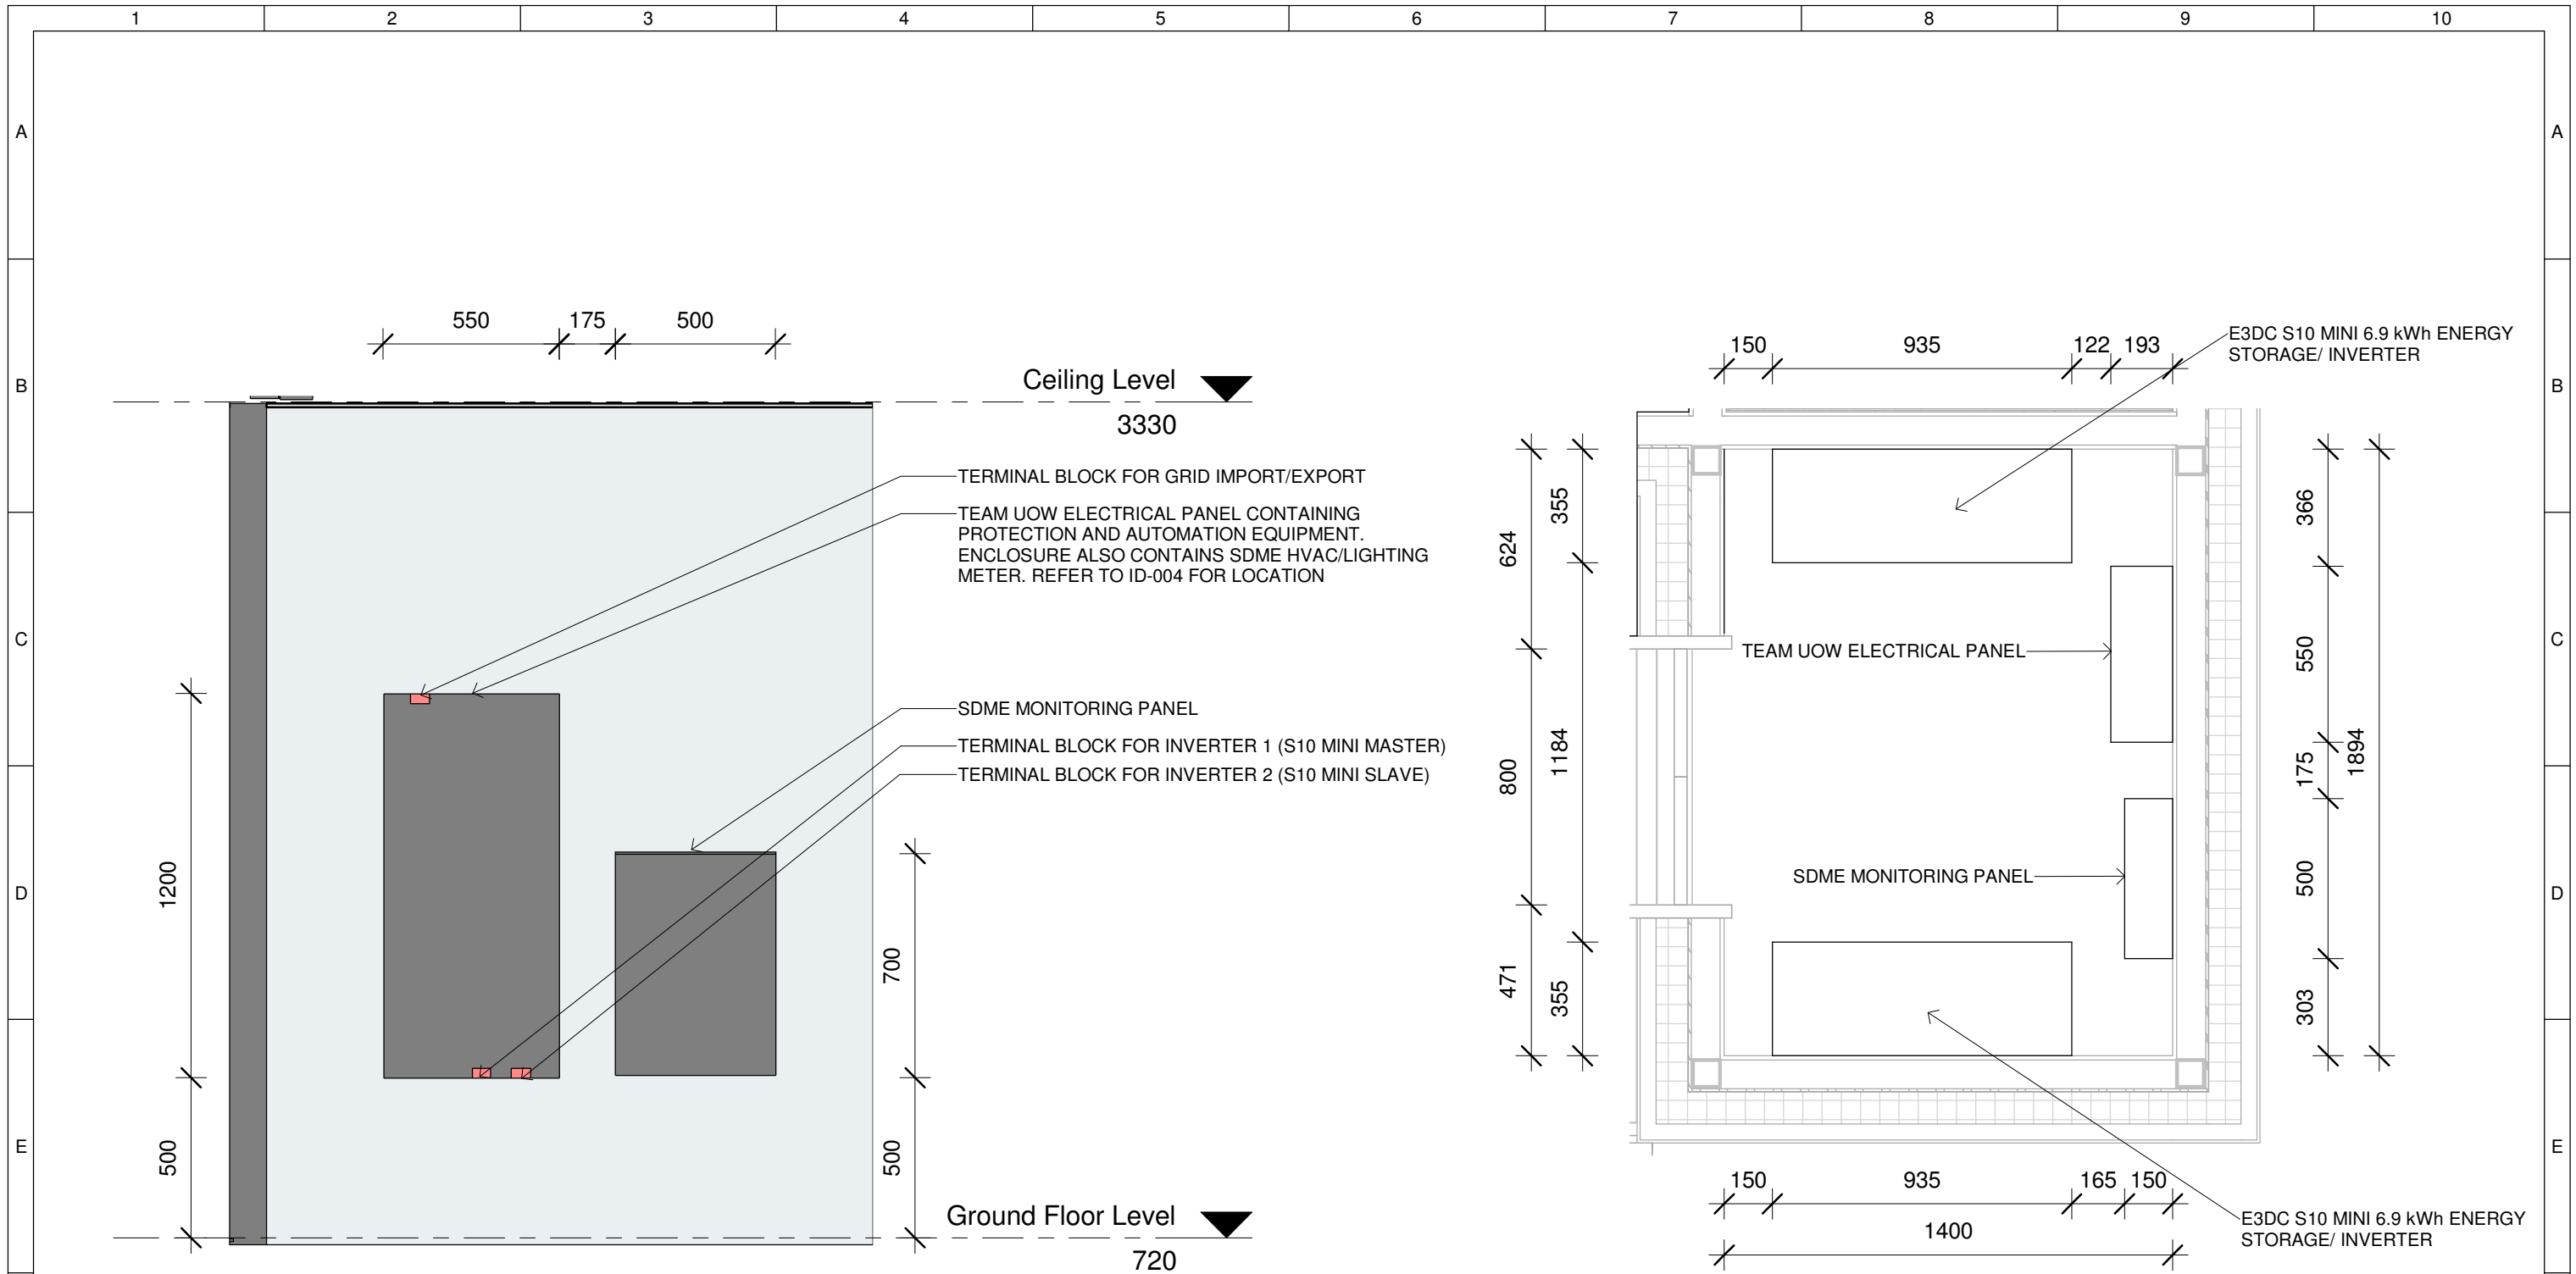 1 2 3 4 5 6 7 8 9 10
A A
B B
C C
D D
E E
550 175 500
Ceiling Level
3330
TERMINAL BLOCK FOR GRID IMPORT/EXPORT
TEAM UOW ELECTRICAL PANEL CONTAINING
PROTECTION AND AUTOMATION EQUIPMENT.
ENCLOSURE ALSO CONTAINS SDME HVAC/LIGHTING
METER. REFER TO ID-004 FOR LOCATION
SDME MONITORING PANEL
TERMINAL BLOCK FOR INVERTER 1 (S10 MINI MASTER)
TERMINAL BLOCK FOR INVERTER 2 (S10 MINI SLAVE)
1200
500
700
500
Ground Floor Level
720
150 935 122 193
E3DC S10 MINI 6.9 kWh ENERGY
STORAGE/ INVERTER
624
800
471
355
1184
355
TEAM UOW ELECTRICAL PANEL
SDME MONITORING PANEL
366
550
175
500
303
1894
150 935 165 150
1400
E3DC S10 MINI 6.9 kWh ENERGY
STORAGE/ INVERTER